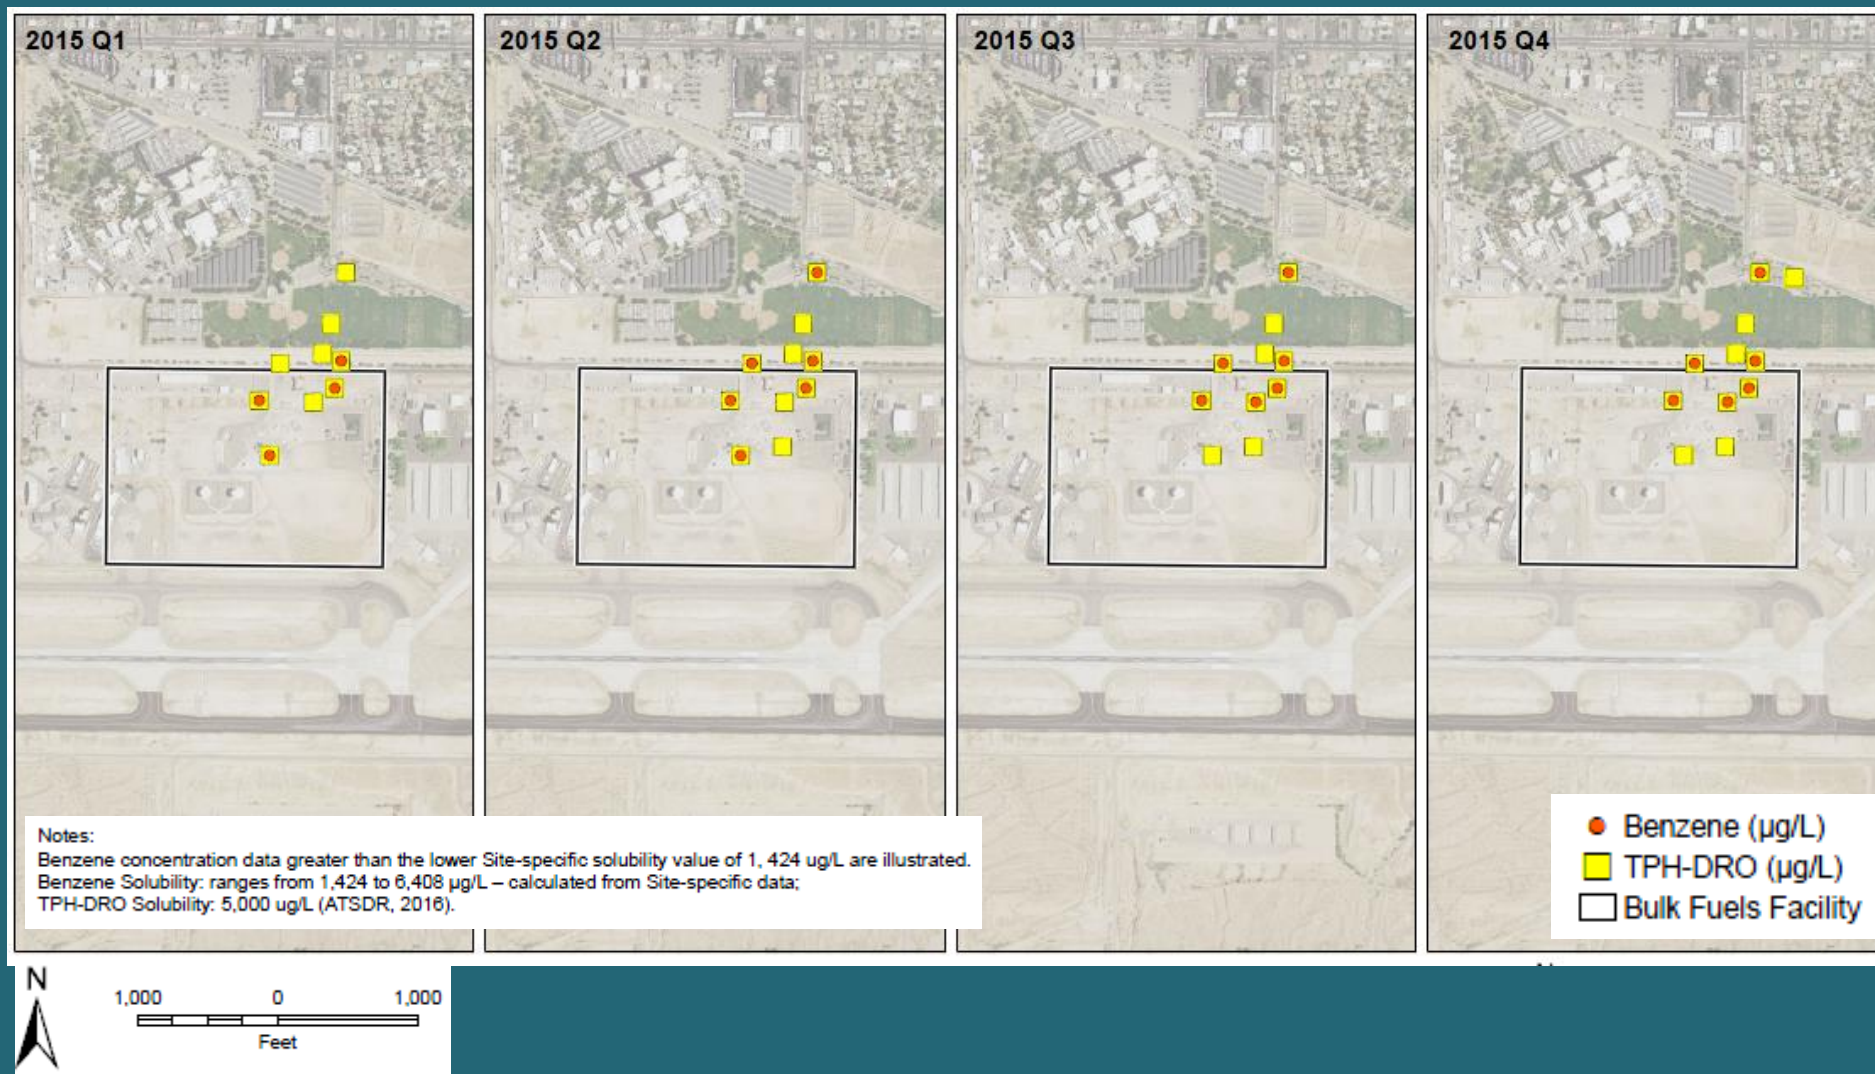 2015 Q1
2015 Q2
2015 Q3
2015 Q4
Notes:
Benzene concentration data greater than the lower Site-specific solubility value of 1, 424 ug/L are illustrated.
Benzene Solubility: ranges from 1,424 to 6,408 µg/L – calculated from Site-specific data;
TPH-DRO Solubility: 5,000 ug/L (ATSDR, 2016).
Benzene (µg/L)
TPH-DRO (µg/L)
Bulk Fuels Facility
N
1,000 0 1,000
Feet